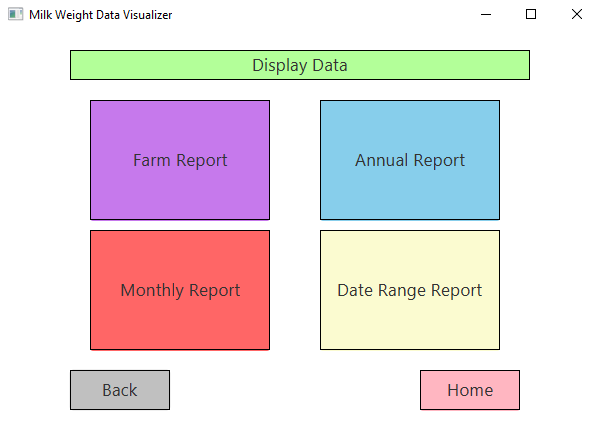 Milk Weight Data Visualizer
Display Data
Farm Report
Annual Report
Monthly Report
Date Range Report
Back
Home